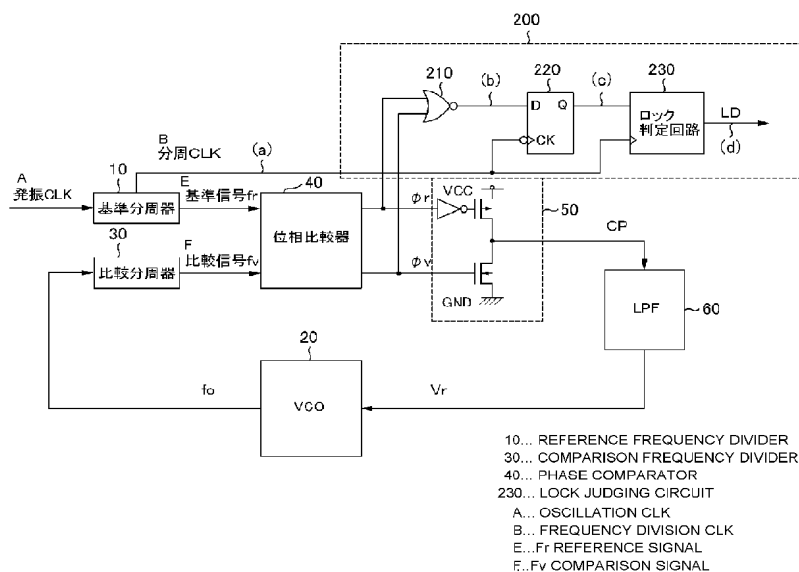 200
210
(b)
220
(c)
230
D
Q
CK
ロック
判定回路
LD
(d)
B
分周CLK
(a)
A
発振CLK
10
基準分周器
E
基準信号fr
40
位相比較器
φr
VCC
50
CP
30
比較分周器
F
比較信号fv
φv
GND
LPF
60
20
VCO
fo
Vr
10... REFERENCE FREQUENCY DIVIDER
30... COMPARISON FREQUENCY DIVIDER
40... PHASE COMPARATOR
230... LOCK JUDGING CIRCUIT
A... OSCILLATION CLK
B... FREQUENCY DIVISION CLK
E...Fr REFERENCE SIGNAL
F...Fv COMPARISON SIGNAL